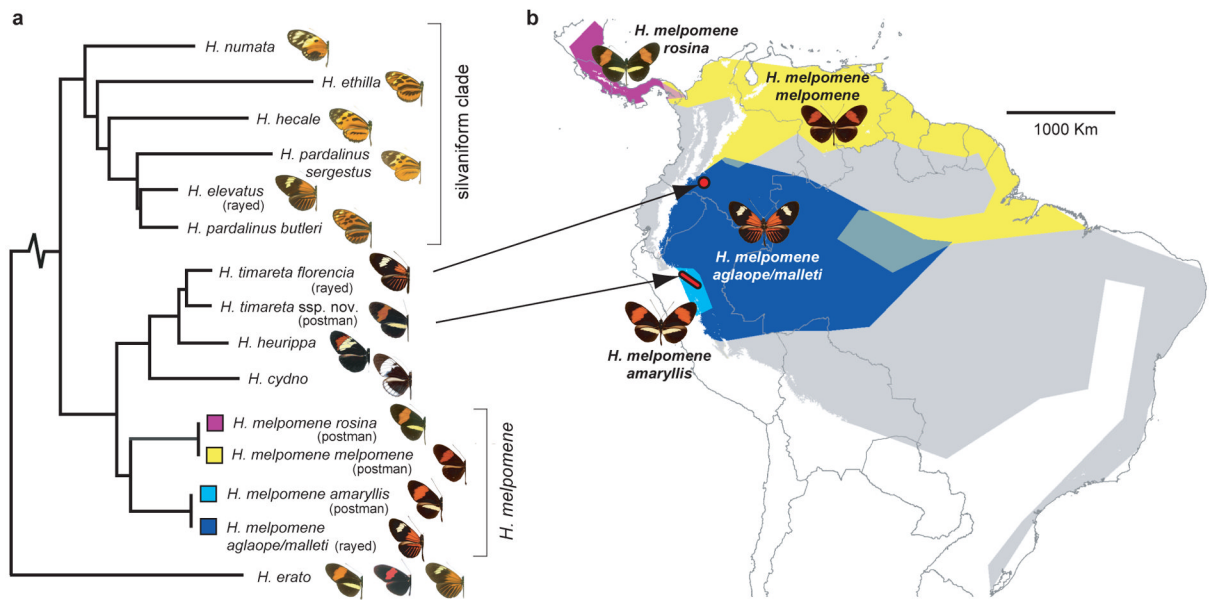 a
H. numata
H. ethilla
H. hecale
H. pardalinus
sergestus
H. elevatus
(rayed)
H. pardalinus butleri
silvaniform clade
H. timareta florencia
(rayed)
H. timareta ssp. nov.
(postman)
H. heurippa
H. cydno
H. melpomene rosina
(postman)
H. melpomene melpomene
(postman)
H. melpomene amaryllis
(postman)
H. melpomene
aglaope/malleti (rayed)
H. melpomene
H. erato
b
H. melpomene
rosina
H. melpomene
melpomene
1000 Km
H. melpomene
aglaope/malleti
H. melpomene
amaryllis